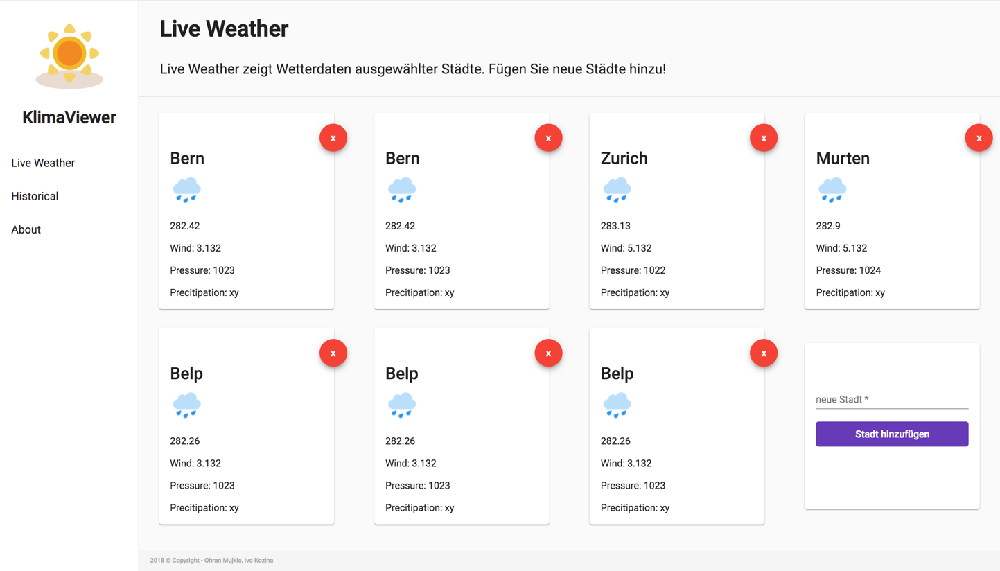 KlimaViewer
Live Weather
Historical
About
Live Weather
Live Weather zeigt Wetterdaten ausgewählter Städte. Fügen Sie neue Städte hinzu!
x
Bern
282.42
Wind: 3.132
Pressure: 1023
Precitipation: xy
x
Bern
282.42
Wind: 3.132
Pressure: 1023
Precitipation: xy
x
Zurich
283.13
Wind: 5.132
Pressure: 1022
Precitipation: xy
x
Murten
282.9
Wind: 5.132
Pressure: 1024
Precitipation: xy
x
Belp
282.26
Wind: 3.132
Pressure: 1023
Precitipation: xy
x
Belp
282.26
Wind: 3.132
Pressure: 1023
Precitipation: xy
x
Belp
282.26
Wind: 3.132
Pressure: 1023
Precitipation: xy
neue Stadt *
Stadt hinzufügen
2018 © Copyright - Ohran Mujkic, Ivo Kozina